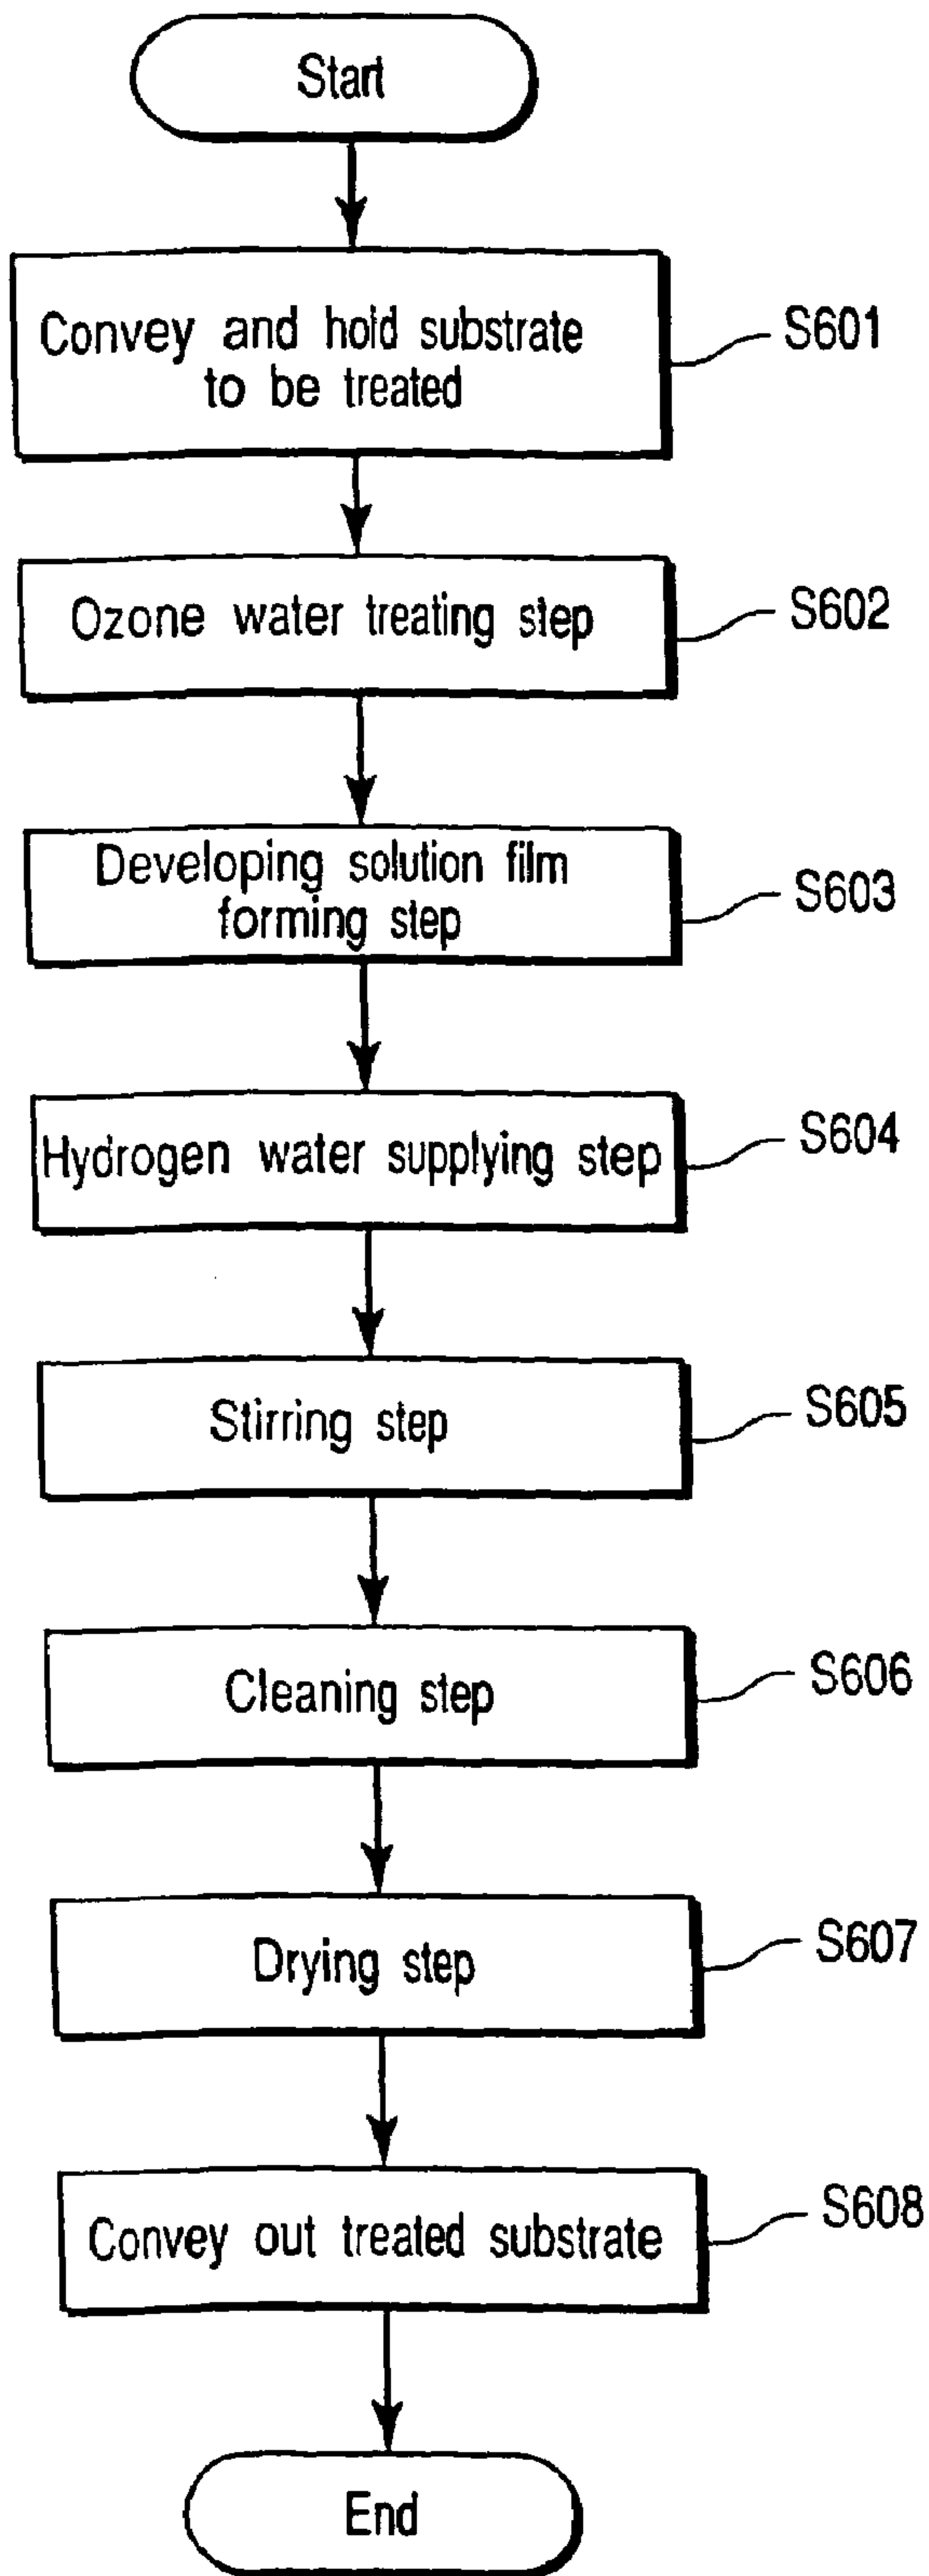 Start
Convey and hold substrate
to be treated
S601
Ozone water treating step
S602
Developing solution film
forming step
S603
Hydrogen water supplying step
S604
Stirring step
S605
Cleaning step
S606
Drying step
S607
Convey out treated substrate
S608
End